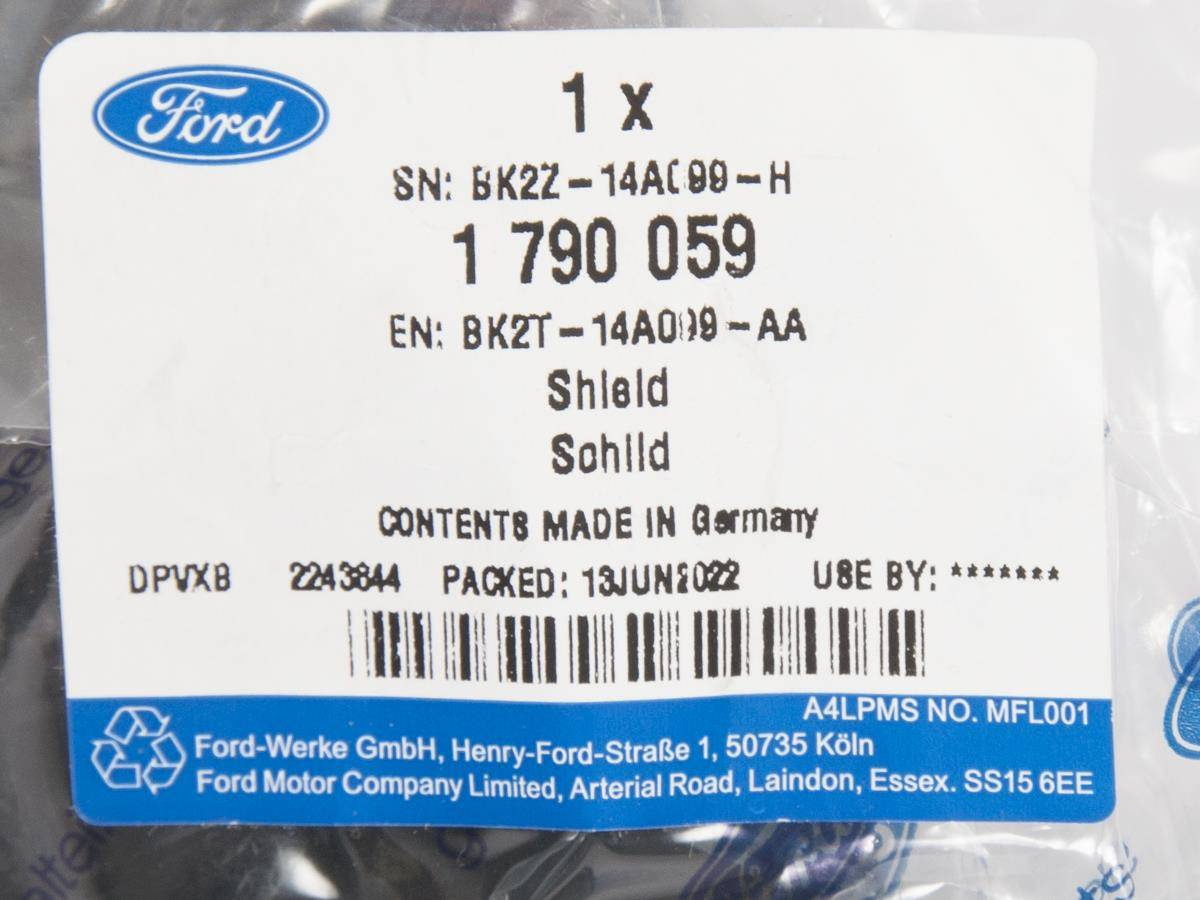 Ford
1 x
SN: BK2Z-14A099-H
1 790 059
EN: BK2T-14A099-AA
Shield
Schild
CONTENTS MADE IN Germany
DPVXB 2243644 PACKED: 13JUN2022 USE BY: *******
A4LPMS NO. MFL001
Ford-Werke GmbH, Henry-Ford-Straße 1, 50735 Köln
Ford Motor Company Limited, Arterial Road, Laindon, Essex. SS15 6EE